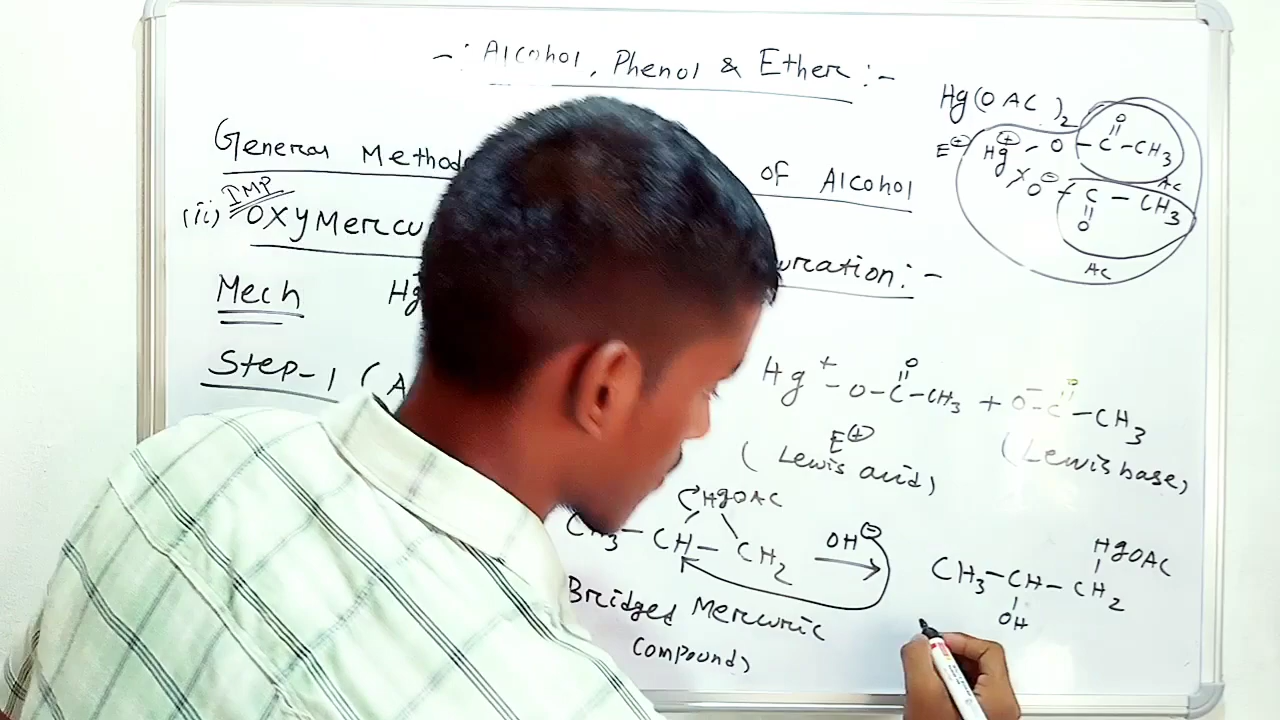 -: Alcohol, Phenol & Ether :-
Hg(OAC)2
General Method of Alcohol
E⊕ Hg⊕ - O - C - CH3
O
AC
O⊖ - C - CH3
O
AC
IMP
(ii) OxyMercu urcation :-
Mech Hg
Step-1 (A
Hg+ - O - C - CH3 + O- - C - CH3
O O
E⊕
(Lewis acid) (Lewis base)
HgOAC
CH3 - CH - CH2 OH⊖ → CH3 - CH - CH2
OH
HgOAC
Bridged Mercuric
Compound)